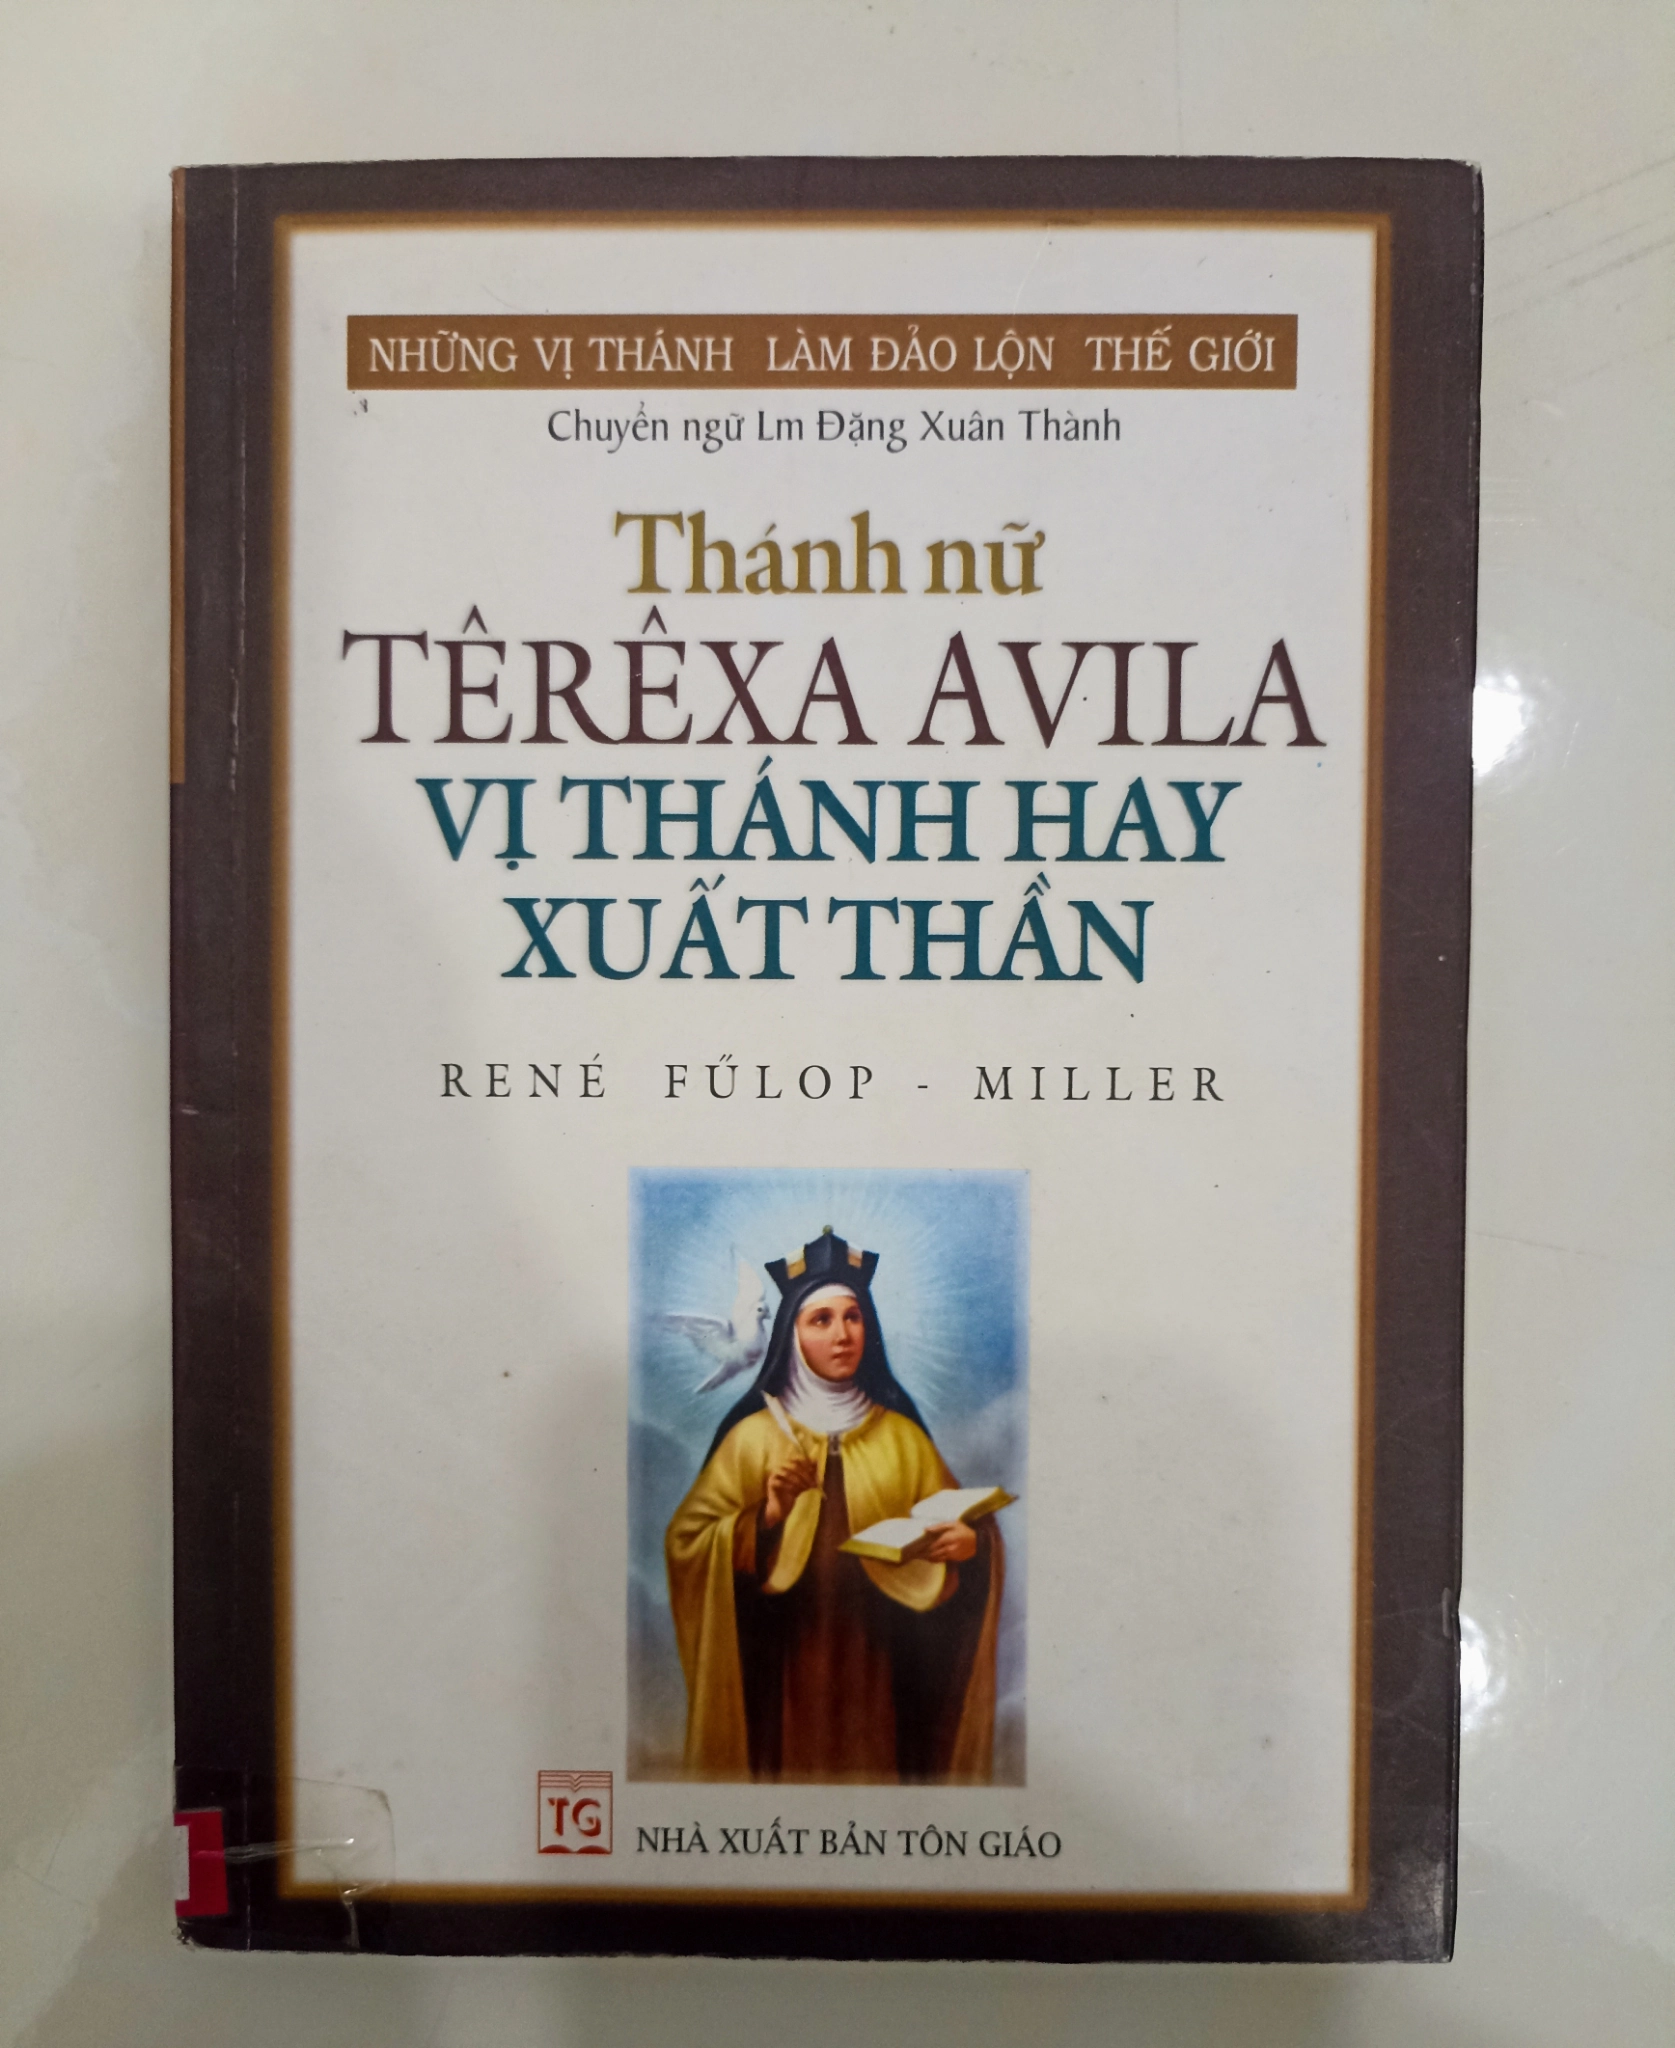 NHỮNG VỊ THÁNH LÀM ĐẢO LỘN THẾ GIỚI
Chuyển ngữ Lm Đặng Xuân Thành
Thánh nữ
TÊRÊXA AVILA
VỊ THÁNH HAY
XUẤT THẦN
RENÉ FŰLOP - MILLER
TG
NHÀ XUẤT BẢN TÔN GIÁO